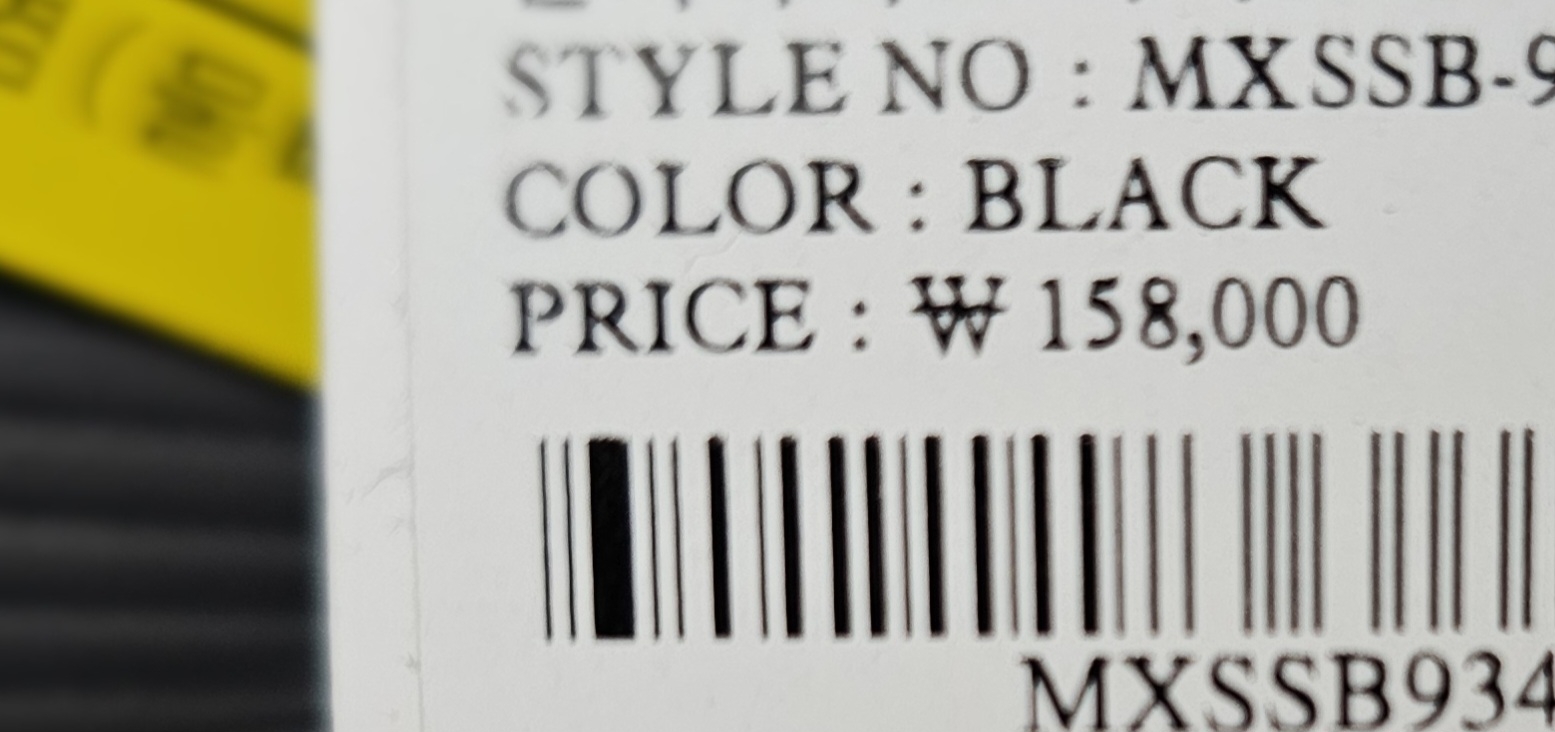 STYLE NO : MXSSB-9
COLOR : BLACK
PRICE : ₩ 158,000
MXSSB934